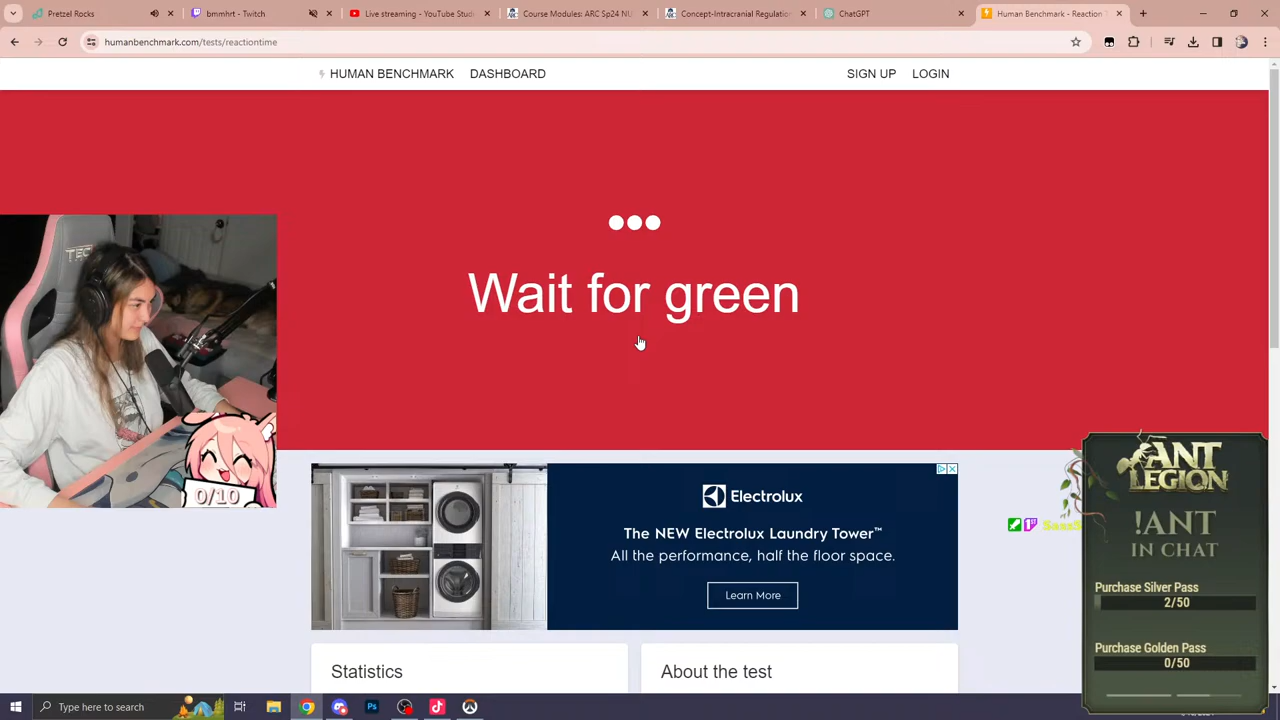 Pretzel Rocks
bmmhrt - Twitch
Live streaming - YouTube Stud
Course Modules: ARC Sp24 NU
Concept-Intracranial Regulatio
ChatGPT
Human Benchmark - Reaction T
humanbenchmark.com/tests/reactiontime
HUMAN BENCHMARK
DASHBOARD
SIGN UP
LOGIN
Wait for green
TEC
0/10
Electrolux
The NEW Electrolux Laundry Tower™
All the performance, half the floor space.
Learn More
ANT
LEGION
!ANT
IN CHAT
Purchase Silver Pass
2/50
Purchase Golden Pass
0/50
Statistics
About the test
Type here to search